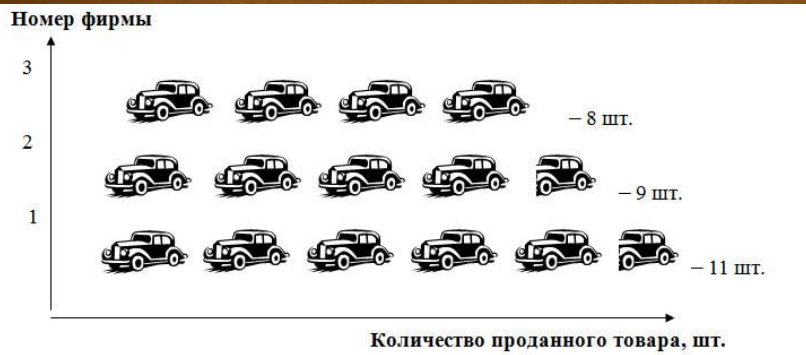 Номер фирмы
3
– 8 шт.
2
– 9 шт.
1
– 11 шт.
Количество проданного товара, шт.